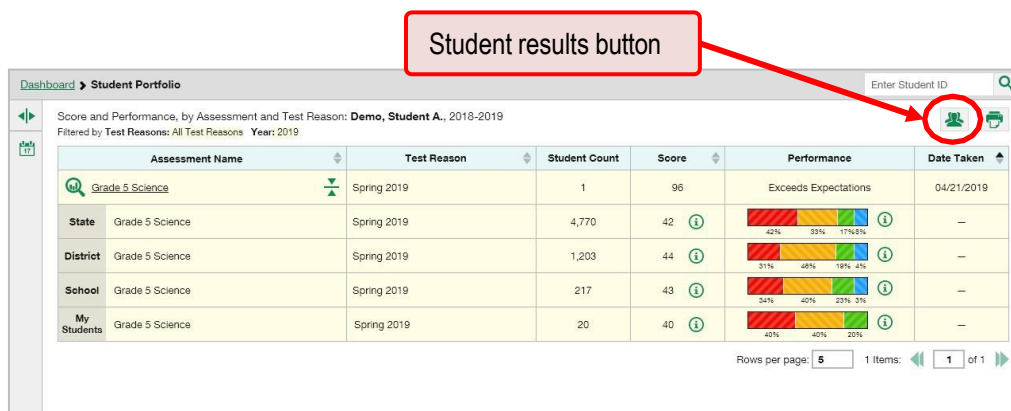 Student results button
Dashboard ❯ Student Portfolio
Enter Student ID
Score and Performance, by Assessment and Test Reason: Demo, Student A., 2018-2019
Filtered by Test Reasons: All Test Reasons Year: 2019
17
Assessment Name Test Reason Student Count Score Performance Date Taken
Grade 5 Science Spring 2019 1 96 Exceeds Expectations 04/21/2019
State Grade 5 Science Spring 2019 4,770 42 —
42% 33% 17% 8%
District Grade 5 Science Spring 2019 1,203 44 —
31% 46% 19% 4%
School Grade 5 Science Spring 2019 217 43 —
34% 40% 23% 3%
My Students Grade 5 Science Spring 2019 20 40 —
40% 40% 20%
Rows per page: 5 1 Items: 1 of 1